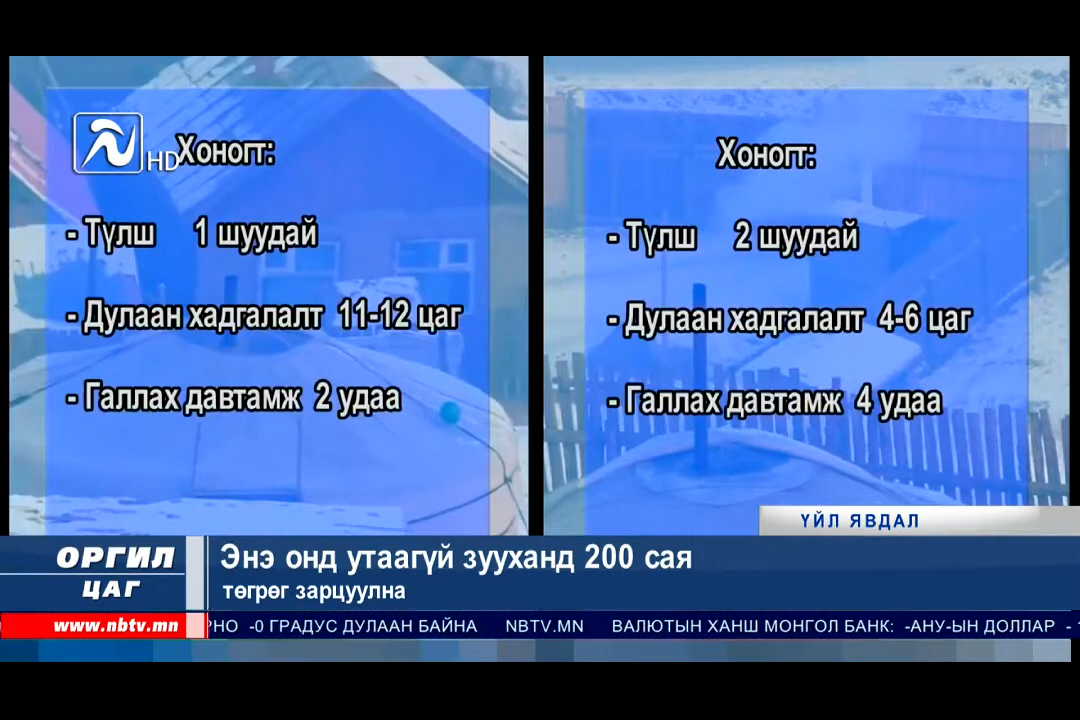 HD
Хоногт:
- Түлш 1 шуудай
- Дулаан хадгалалт 11-12 цаг
- Галлах давтамж 2 удаа
Хоногт:
- Түлш 2 шуудай
- Дулаан хадгалалт 4-6 цаг
- Галлах давтамж 4 удаа
ҮЙЛ ЯВДАЛ
ОРГИЛ
ЦАГ
Энэ онд утаагүй зууханд 200 сая
төгрөг зарцуулна
www.nbtv.mn
-0 ГРАДУС ДУЛААН БАЙНА NBTV.MN ВАЛЮТЫН ХАНШ МОНГОЛ БАНК: -АНУ-ЫН ДОЛЛАР -